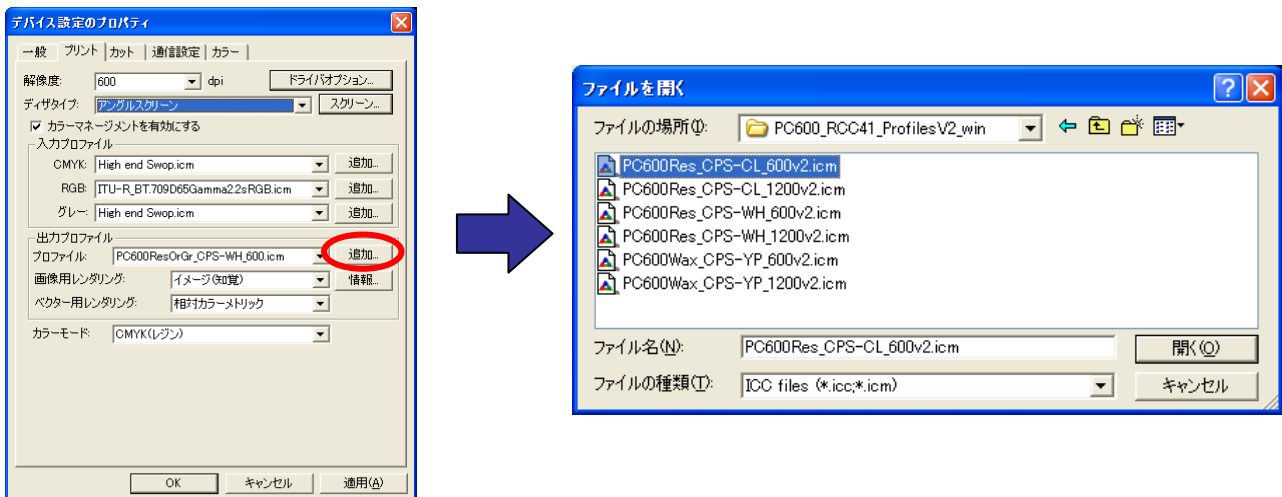 デバイス設定のプロパティ
一般 プリント カット 通信設定 カラー
解像度: 600 dpi ドライバオプション...
ディザタイプ: アングルスクリーン スクリーン...
カラーマネージメントを有効にする
入力プロファイル
CMYK: High end Swop.icm 追加...
RGB: ITU-R_BT.709D65Gamma2.2sRGB.icm 追加...
グレー: High end Swop.icm 追加...
出力プロファイル
プロファイル: PC600ResOrGr_CPS-WH_600.icm 追加...
画像用レンダリング: イメージ(知覚) 情報...
ベクター用レンダリング: 相対カラーメトリック
カラーモード: CMYK(レジン)
OK キャンセル 適用(A)
ファイルを開く
ファイルの場所(I): PC600_RCC41_ProfilesV2_win
PC600Res_CPS-CL_600v2.icm
PC600Res_CPS-CL_1200v2.icm
PC600Res_CPS-WH_600v2.icm
PC600Res_CPS-WH_1200v2.icm
PC600Wax_CPS-YP_600v2.icm
PC600Wax_CPS-YP_1200v2.icm
ファイル名(N): PC600Res_CPS-CL_600v2.icm 開く(O)
ファイルの種類(T): ICC files (*.icc;*.icm) キャンセル